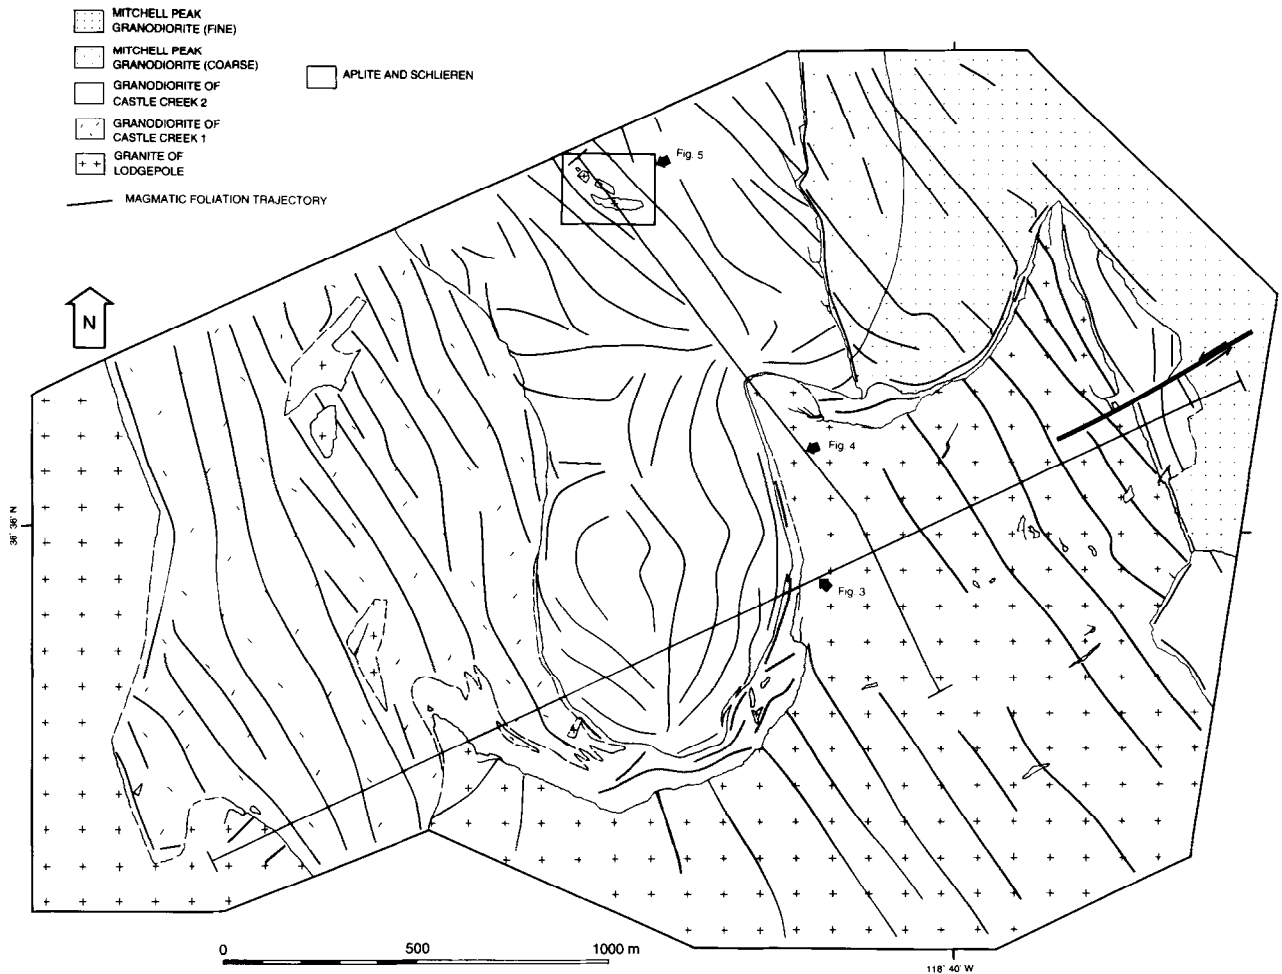 MITCHELL PEAK
GRANODIORITE (FINE)
MITCHELL PEAK
GRANODIORITE (COARSE)
GRANODIORITE OF
CASTLE CREEK 2
GRANODIORITE OF
CASTLE CREEK 1
GRANITE OF
LODGEPOLE
MAGMATIC FOLIATION TRAJECTORY
APLITE AND SCHLIEREN
Fig. 5
N
Fig. 4
36° 36' N
Fig. 3
0 500 1000 m
118° 40' W